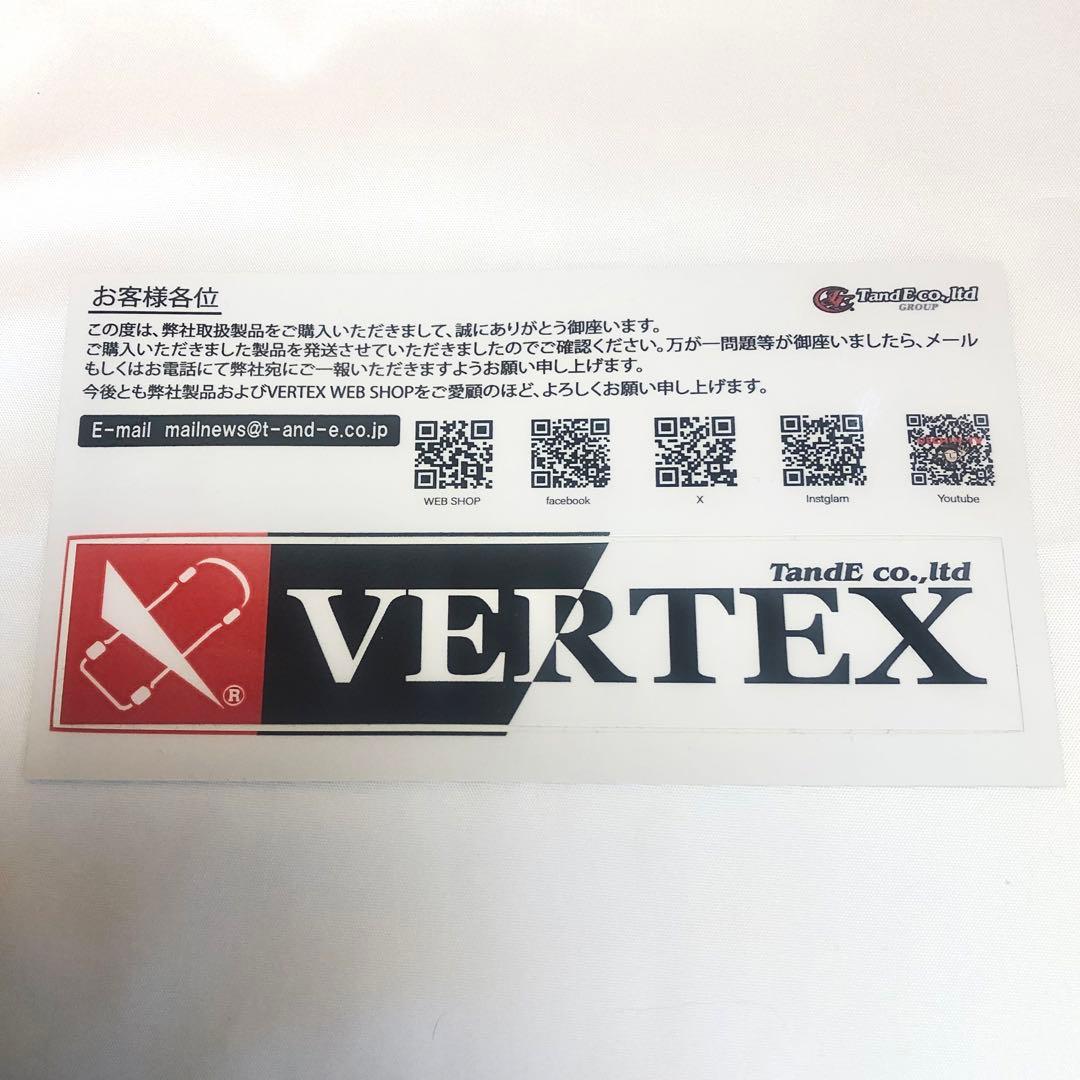 お客様各位
TandE co.,ltd
GROUP
この度は、弊社取扱製品をご購入いただきまして、誠にありがとう御座います。
ご購入いただきました製品を発送させていただきましたのでご確認ください。万が一問題等が御座いましたら、メール
もしくはお電話にて弊社宛にご一報いただきますようお願い申し上げます。
今後とも弊社製品およびVERTEX WEB SHOPをご愛顧のほど、よろしくお願い申し上げます。
E-mail mailnews@t-and-e.co.jp
WEB SHOP
facebook
X
Instglam
Youtube
TandE co.,ltd
VERTEX
®